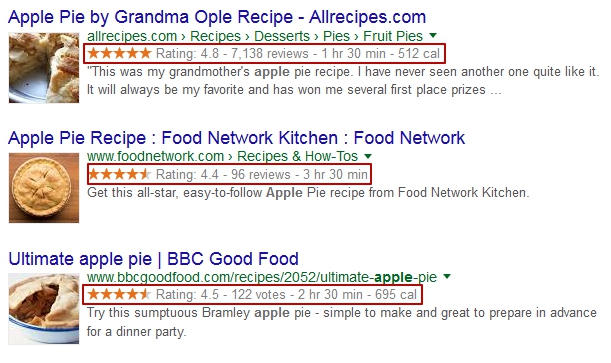 Apple Pie by Grandma Ople Recipe - Allrecipes.com
allrecipes.com › Recipes › Desserts › Pies › Fruit Pies
Rating: 4.8 - 7,138 reviews - 1 hr 30 min - 512 cal
"This was my grandmother's apple pie recipe. I have never seen another one quite like it.
It will always be my favorite and has won me several first place prizes ...
Apple Pie Recipe : Food Network Kitchen : Food Network
www.foodnetwork.com › Recipes & How-Tos
Rating: 4.4 - 96 reviews - 3 hr 30 min
Get this all-star, easy-to-follow Apple Pie recipe from Food Network Kitchen.
Ultimate apple pie | BBC Good Food
www.bbcgoodfood.com/recipes/2052/ultimate-apple-pie
Rating: 4.5 - 122 votes - 2 hr 30 min - 695 cal
Try this sumptuous Bramley apple pie - simple to make and great to prepare in advance
for a dinner party.